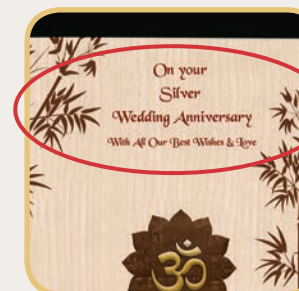 On your
Silver
Wedding Anniversary
With All Our Best Wishes & Love
ॐ